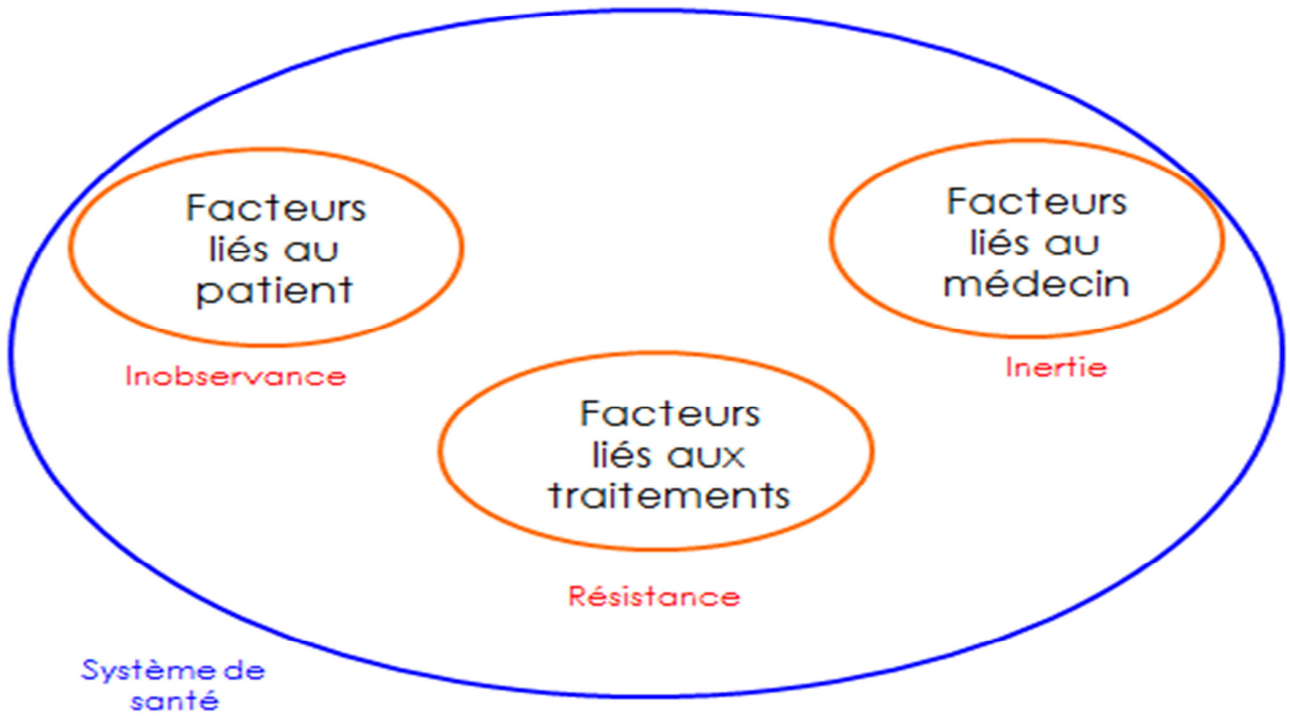 Facteurs
liés au
patient
Inobservance
Facteurs
liés au
médecin
Inertie
Facteurs
liés aux
traitements
Résistance
Système de
santé